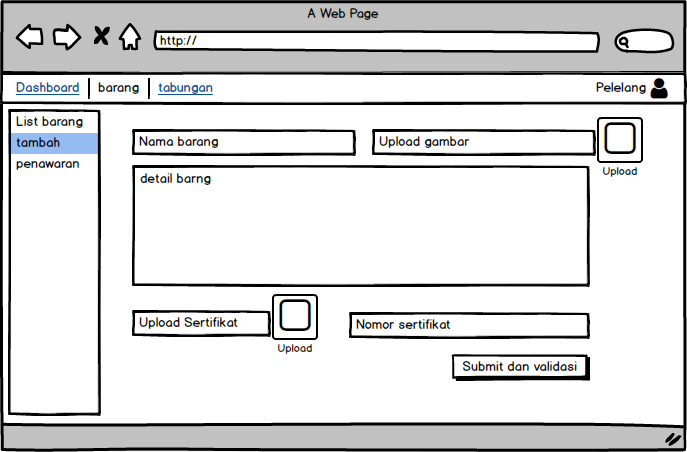 A Web Page
http://
Dashboard barang tabungan Pelelang
List barang
tambah
penawaran
Nama barang
Upload gambar
Upload
detail barng
Upload Sertifikat
Upload
Nomor sertifikat
Submit dan validasi